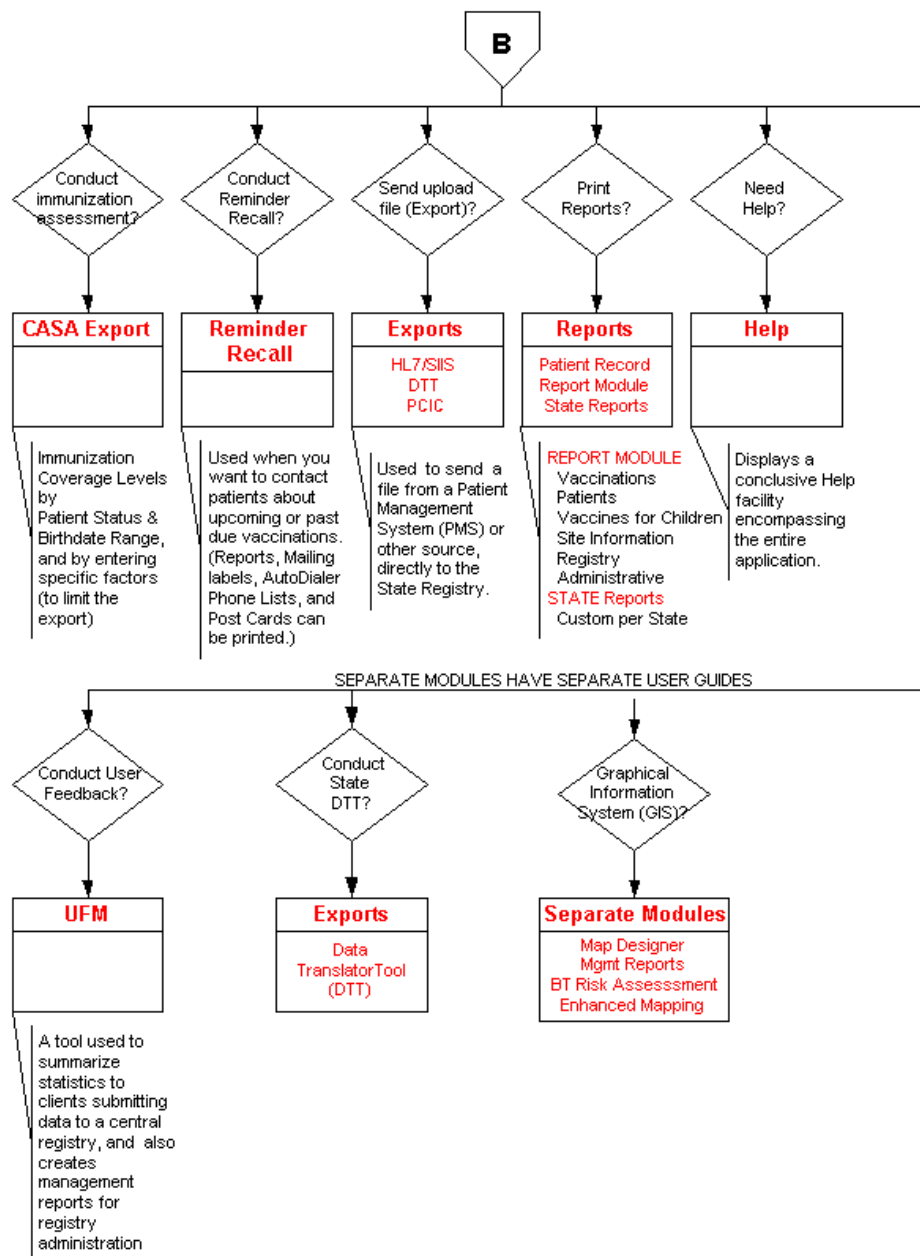 B
Conduct
immunization
assessment?
Conduct
Reminder
Recall?
Send upload
file (Export)?
Print
Reports?
Need
Help?
CASA Export
Reminder
Recall
Exports
HL7/SIIS
DTT
PCIC
Reports
Patient Record
Report Module
State Reports
Help
Immunization
Coverage Levels
by
Patient Status &
Birthdate Range,
and by entering
specific factors
(to limit the
export)
Used when you
want to contact
patients about
upcoming or past
due vaccinations.
(Reports, Mailing
labels, AutoDialer
Phone Lists, and
Post Cards can
be printed.)
Used to send a
file from a Patient
Management
System (PMS) or
other source,
directly to the
State Registry.
REPORT MODULE
Vaccinations
Patients
Vaccines for Children
Site Information
Registry
Administrative
STATE Reports
Custom per State
Displays a
conclusive Help
facility
encompassing
the entire
application.
SEPARATE MODULES HAVE SEPARATE USER GUIDES
Conduct User
Feedback?
Conduct
State
DTT?
Graphical
Information
System (GIS)?
UFM
Exports
Data
TranslatorTool
(DTT)
Separate Modules
Map Designer
Mgmt Reports
BT Risk Assesssment
Enhanced Mapping
A tool used to
summarize
statistics to
clients submitting
data to a central
registry, and also
creates
management
reports for
registry
administration